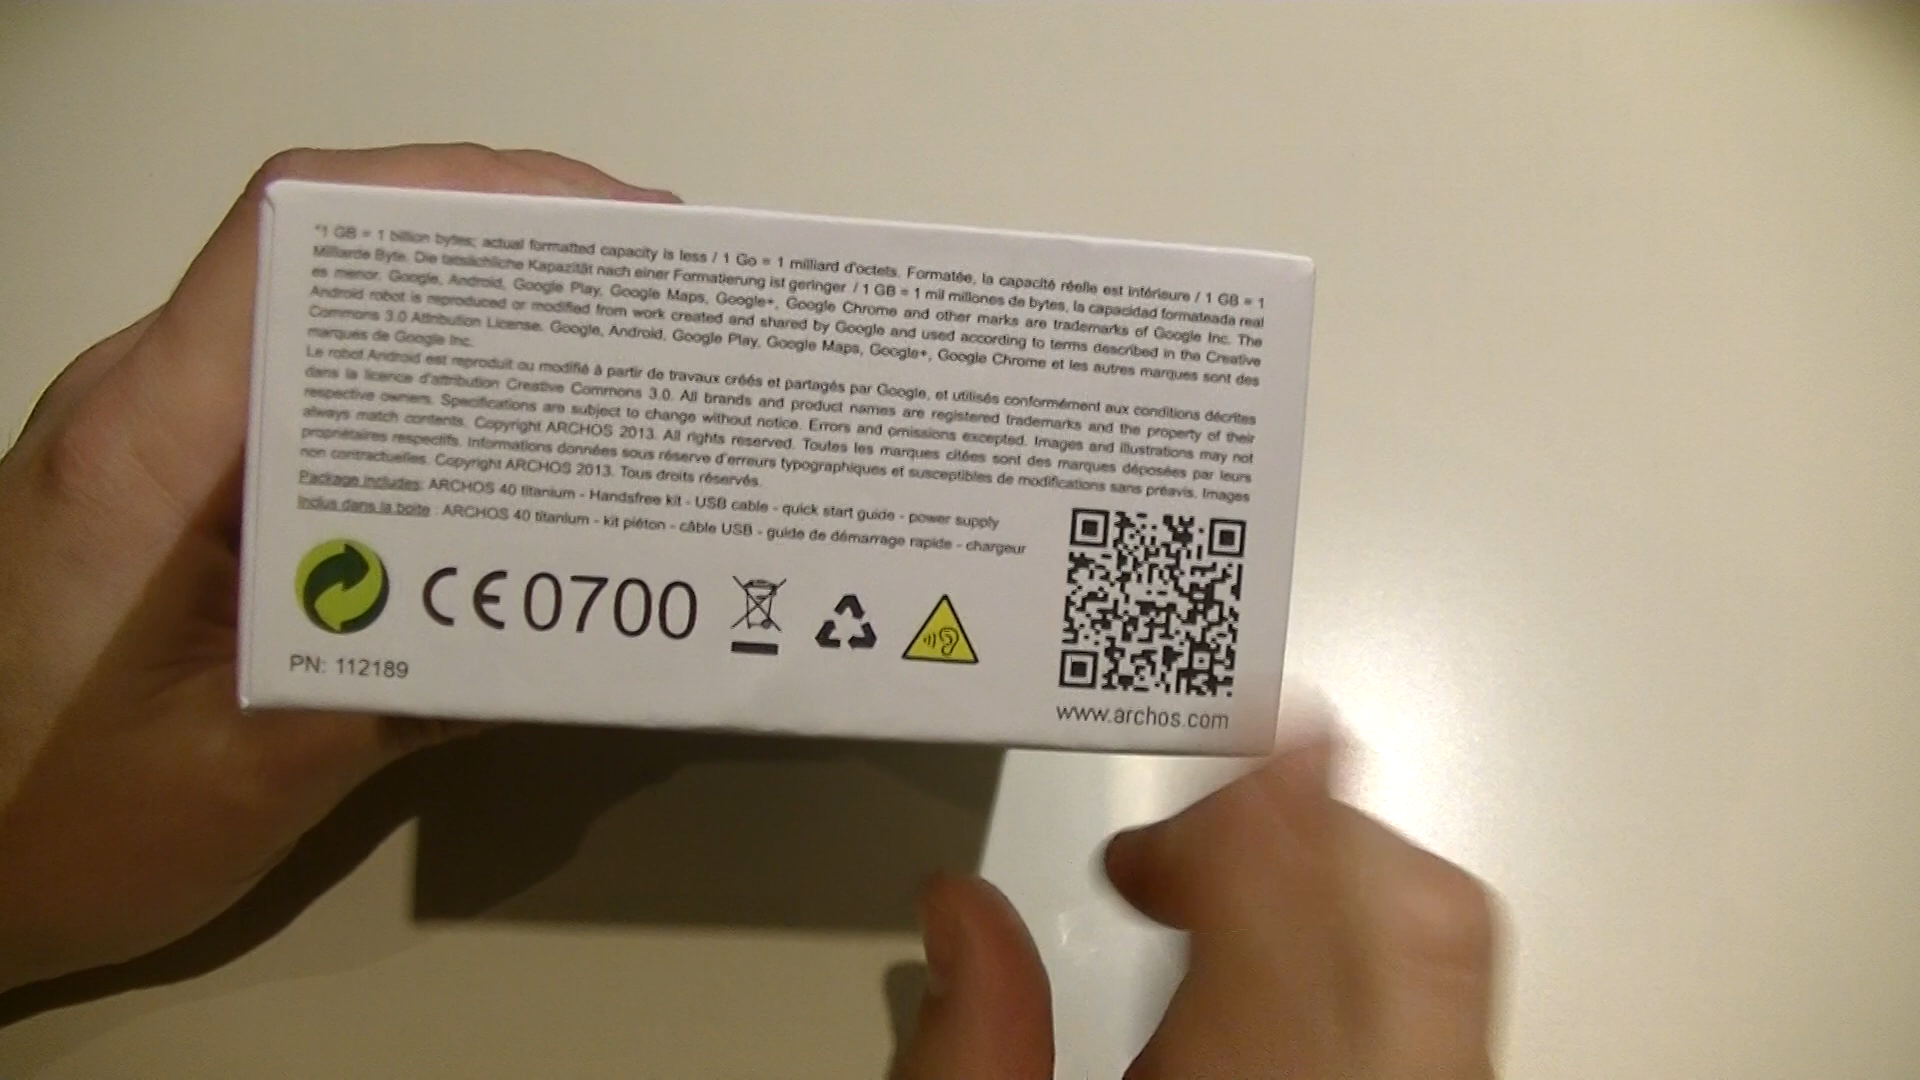 *1 GB = 1 billion bytes; actual formatted capacity is less / 1 Go = 1 milliard d'octets. Formatée, la capacité réelle est intérieure / 1 GB = 1
Milliarde Byte. Die tatsächliche Kapazität nach einer Formatierung ist geringer / 1 GB = 1 mil millones de bytes, la capacidad formateada real
es menor. Google, Android, Google Play, Google Maps, Google+, Google Chrome and other marks are trademarks of Google Inc. The
Android robot is reproduced or modified from work created and shared by Google and used according to terms described in the Creative
Commons 3.0 Attribution License. Google, Android, Google Play, Google Maps, Google+, Google Chrome et les autres marques sont des
marques de Google Inc.
Le robot Android est reproduit ou modifié à partir de travaux créés et partagés par Google, et utilisés conformément aux conditions décrites
dans la licence d'attribution Creative Commons 3.0. All brands and product names are registered trademarks and the property of their
respective owners. Specifications are subject to change without notice. Errors and omissions excepted. Images and illustrations may not
always match contents. Copyright ARCHOS 2013. All rights reserved. Toutes les marques citées sont des marques déposées par leurs
propriétaires respectifs. Informations données sous réserve d'erreurs typographiques et susceptibles de modifications sans préavis. Images
non contractuelles. Copyright ARCHOS 2013. Tous droits réservés.
Package includes: ARCHOS 40 titanium - Handsfree kit - USB cable - quick start guide - power supply
Inclus dans la boite : ARCHOS 40 titanium - kit piéton - câble USB - guide de démarrage rapide - chargeur
CE0700
PN: 112189
www.archos.com